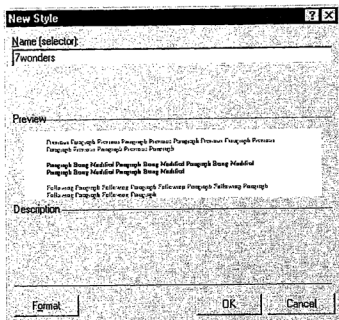 New Style
Name (selector):
7wonders
Preview
Previous Paragraph Previous Paragraph Previous Paragraph Previous Paragraph Previous
Paragraph Previous Paragraph Previous Paragraph
Paragraph Being Modified Paragraph Being Modified Paragraph Being Modified
Paragraph Being Modified Paragraph Being Modified
Following Paragraph Following Paragraph Following Paragraph Following Paragraph
Following Paragraph Following Paragraph
Description
Format
OK
Cancel